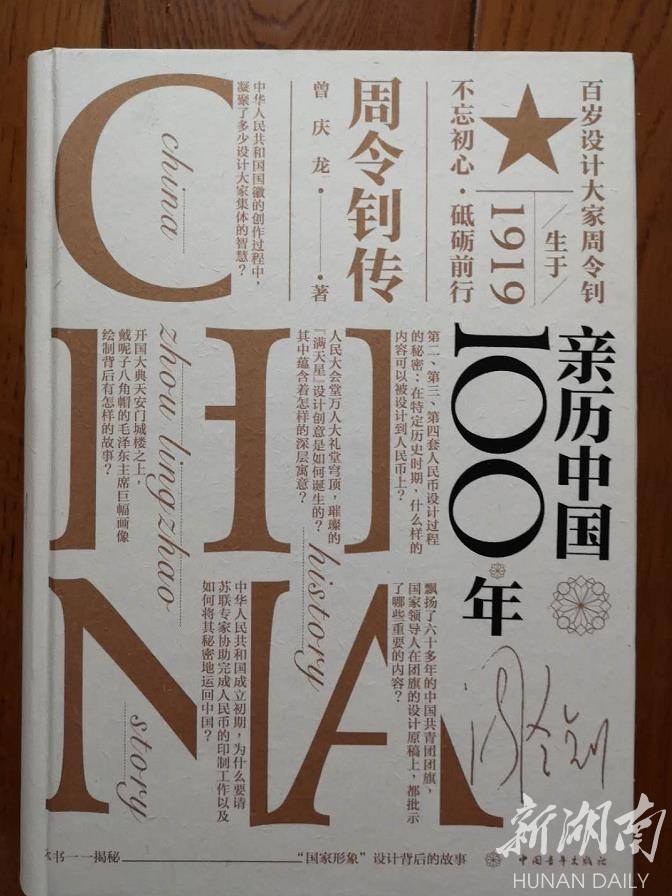 百岁设计大家周令钊
生于
1919
不忘初心·砥砺前行
周令钊传
曾庆龙·——著
中华人民共和国国徽的创作过程中,
凝聚了多少设计大家集体的智慧?
亲历中国
100年
第二、第三、第四套人民币设计过程
的秘密:在特定历史时期,什么样的
内容可以被设计到人民币上?
人民大会堂万人大礼堂穹顶,璀璨的
“满天星”设计创意是如何诞生的?
其中蕴含着怎样的深层寓意?
开国大典天安门城楼之上,
戴呢子八角帽的毛泽东主席巨幅画像
绘制背后有怎样的故事?
飘扬了六十多年的中国共青团团旗,
国家领导人在团旗的设计原稿上,都批示
了哪些重要的内容?
中华人民共和国成立初期,为什么要请
苏联专家协助完成人民币的印制工作以及
如何将其秘密地运回中国?
CHINA
china
zhou lingzhao
history
story
周令钊
书一一揭秘——“国家形象”设计背后的故事
中国青年出版社
新湖南
HUNAN DAILY